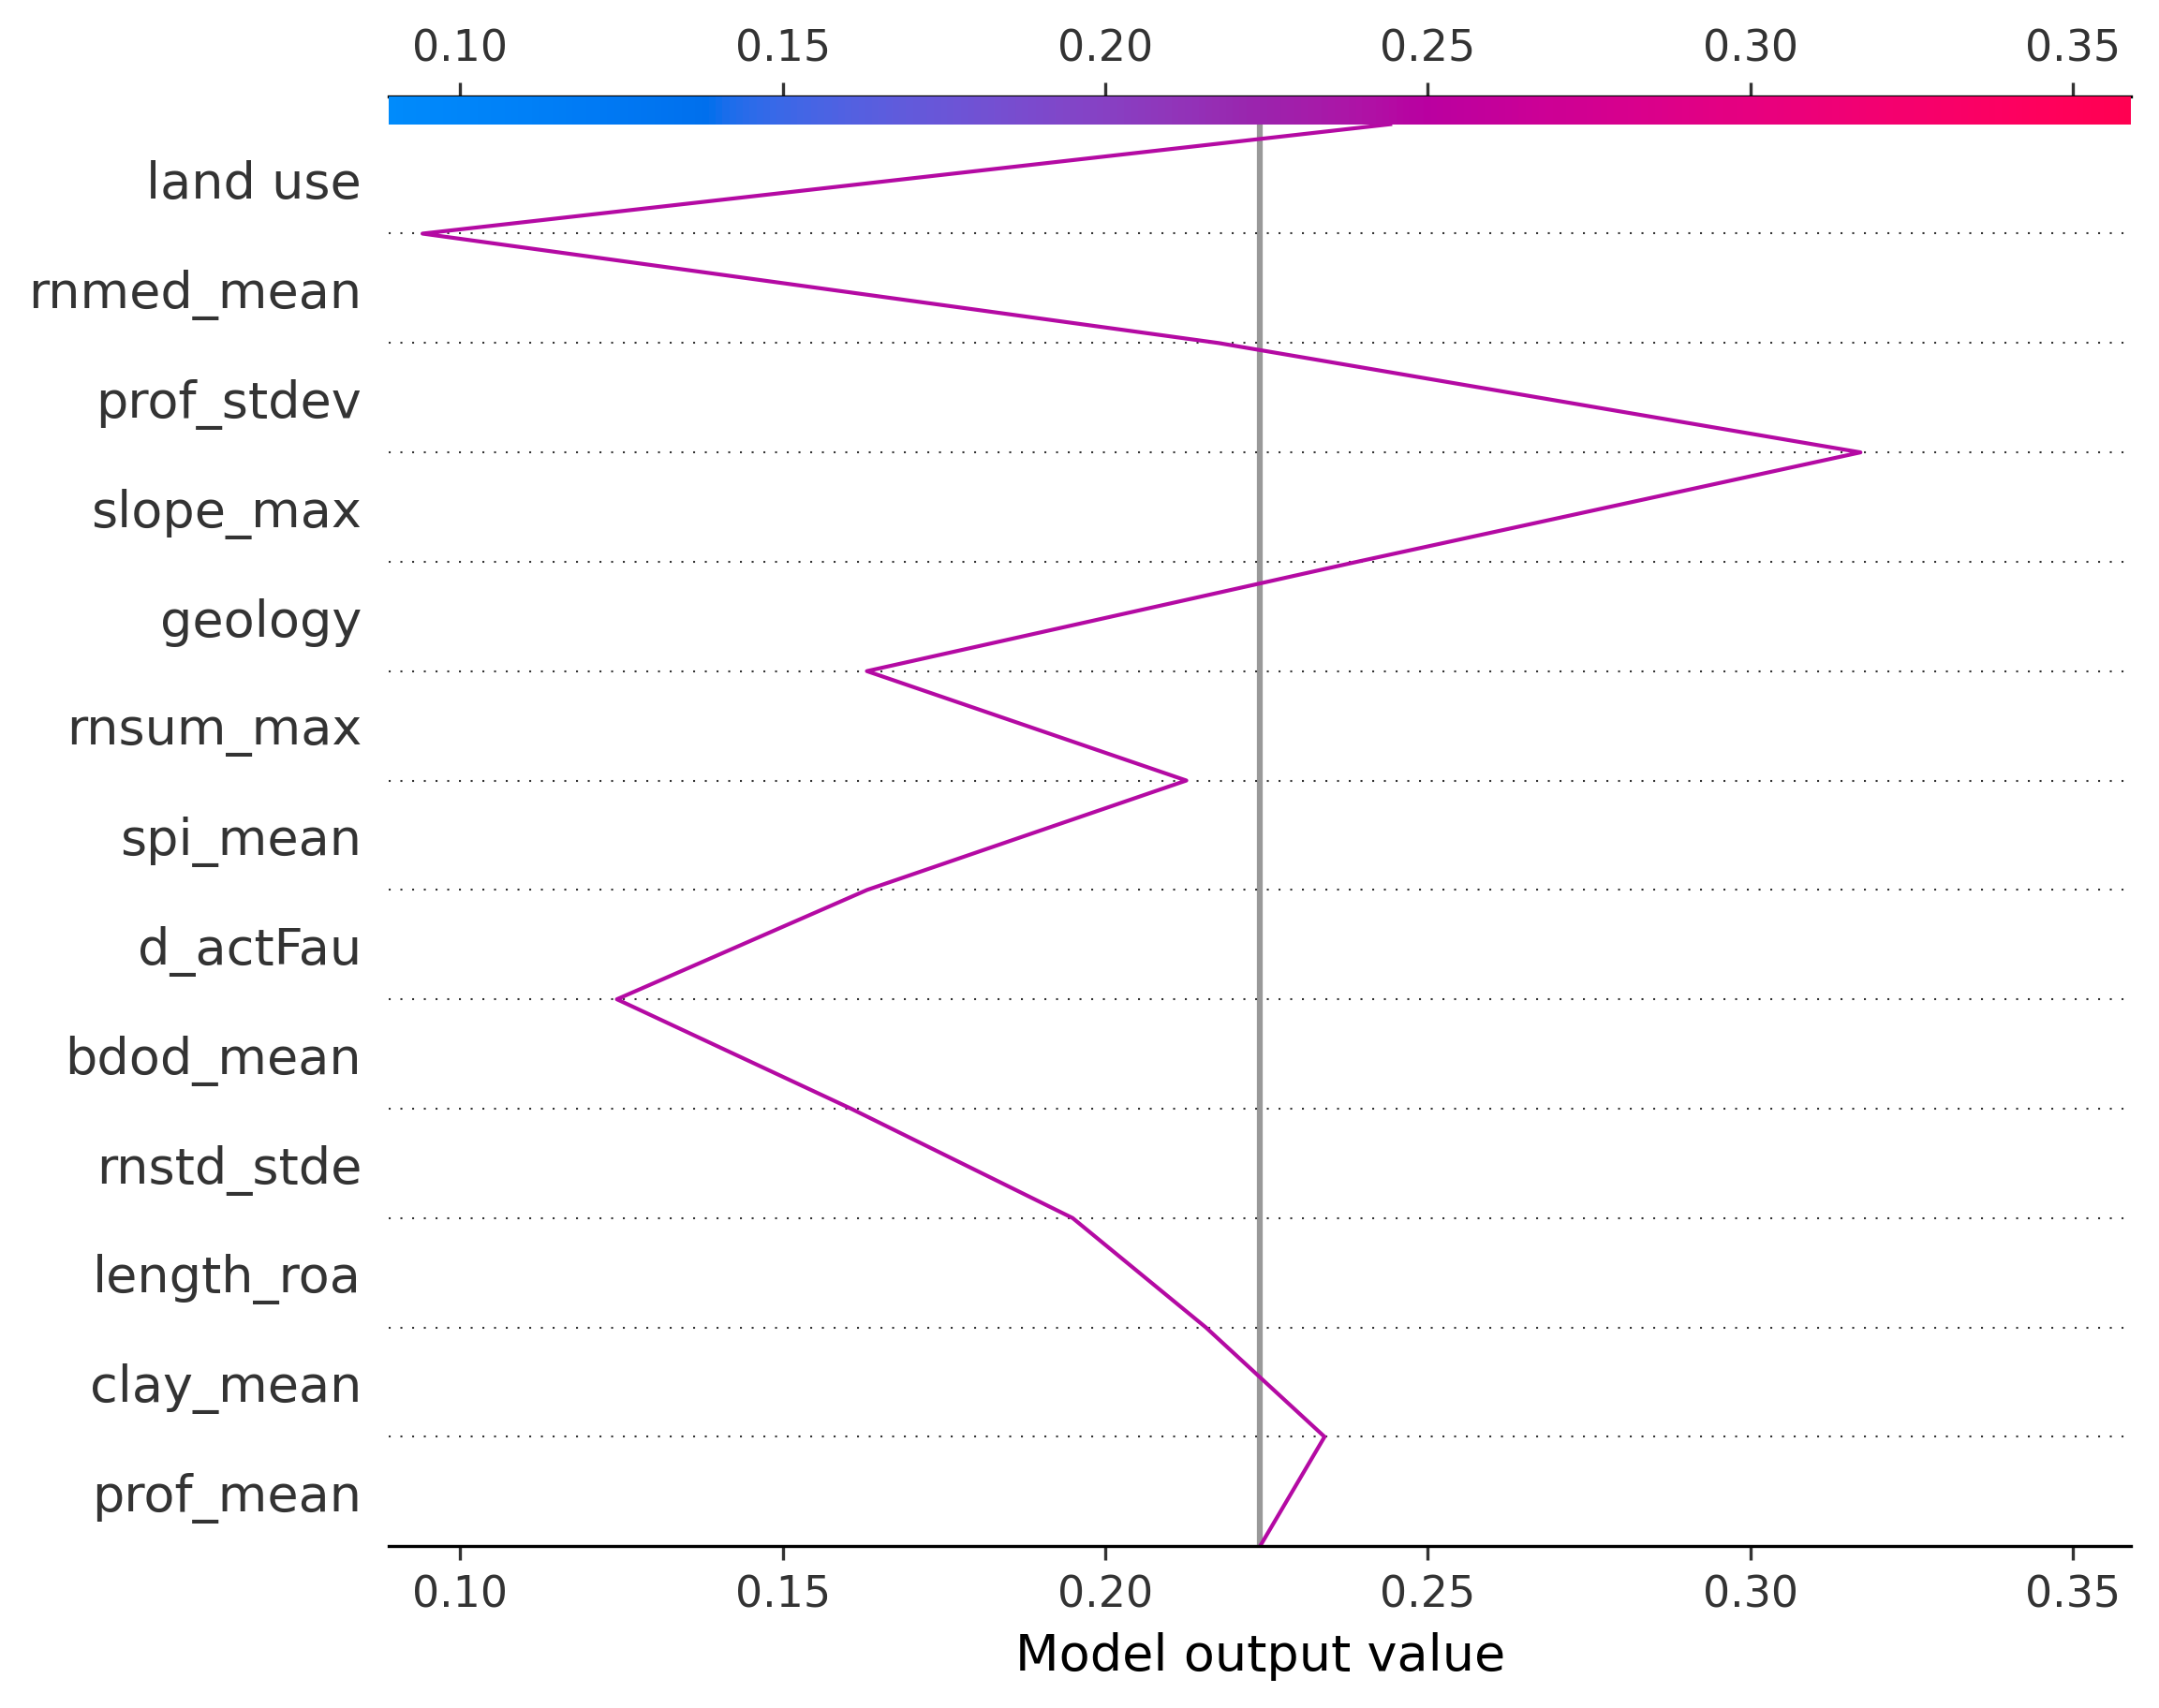 0.10 0.15 0.20 0.25 0.30 0.35
land use
rnmed_mean
prof_stdev
slope_max
geology
rnsum_max
spi_mean
d_actFau
bdod_mean
rnstd_stde
length_roa
clay_mean
prof_mean
0.10 0.15 0.20 0.25 0.30 0.35
Model output value